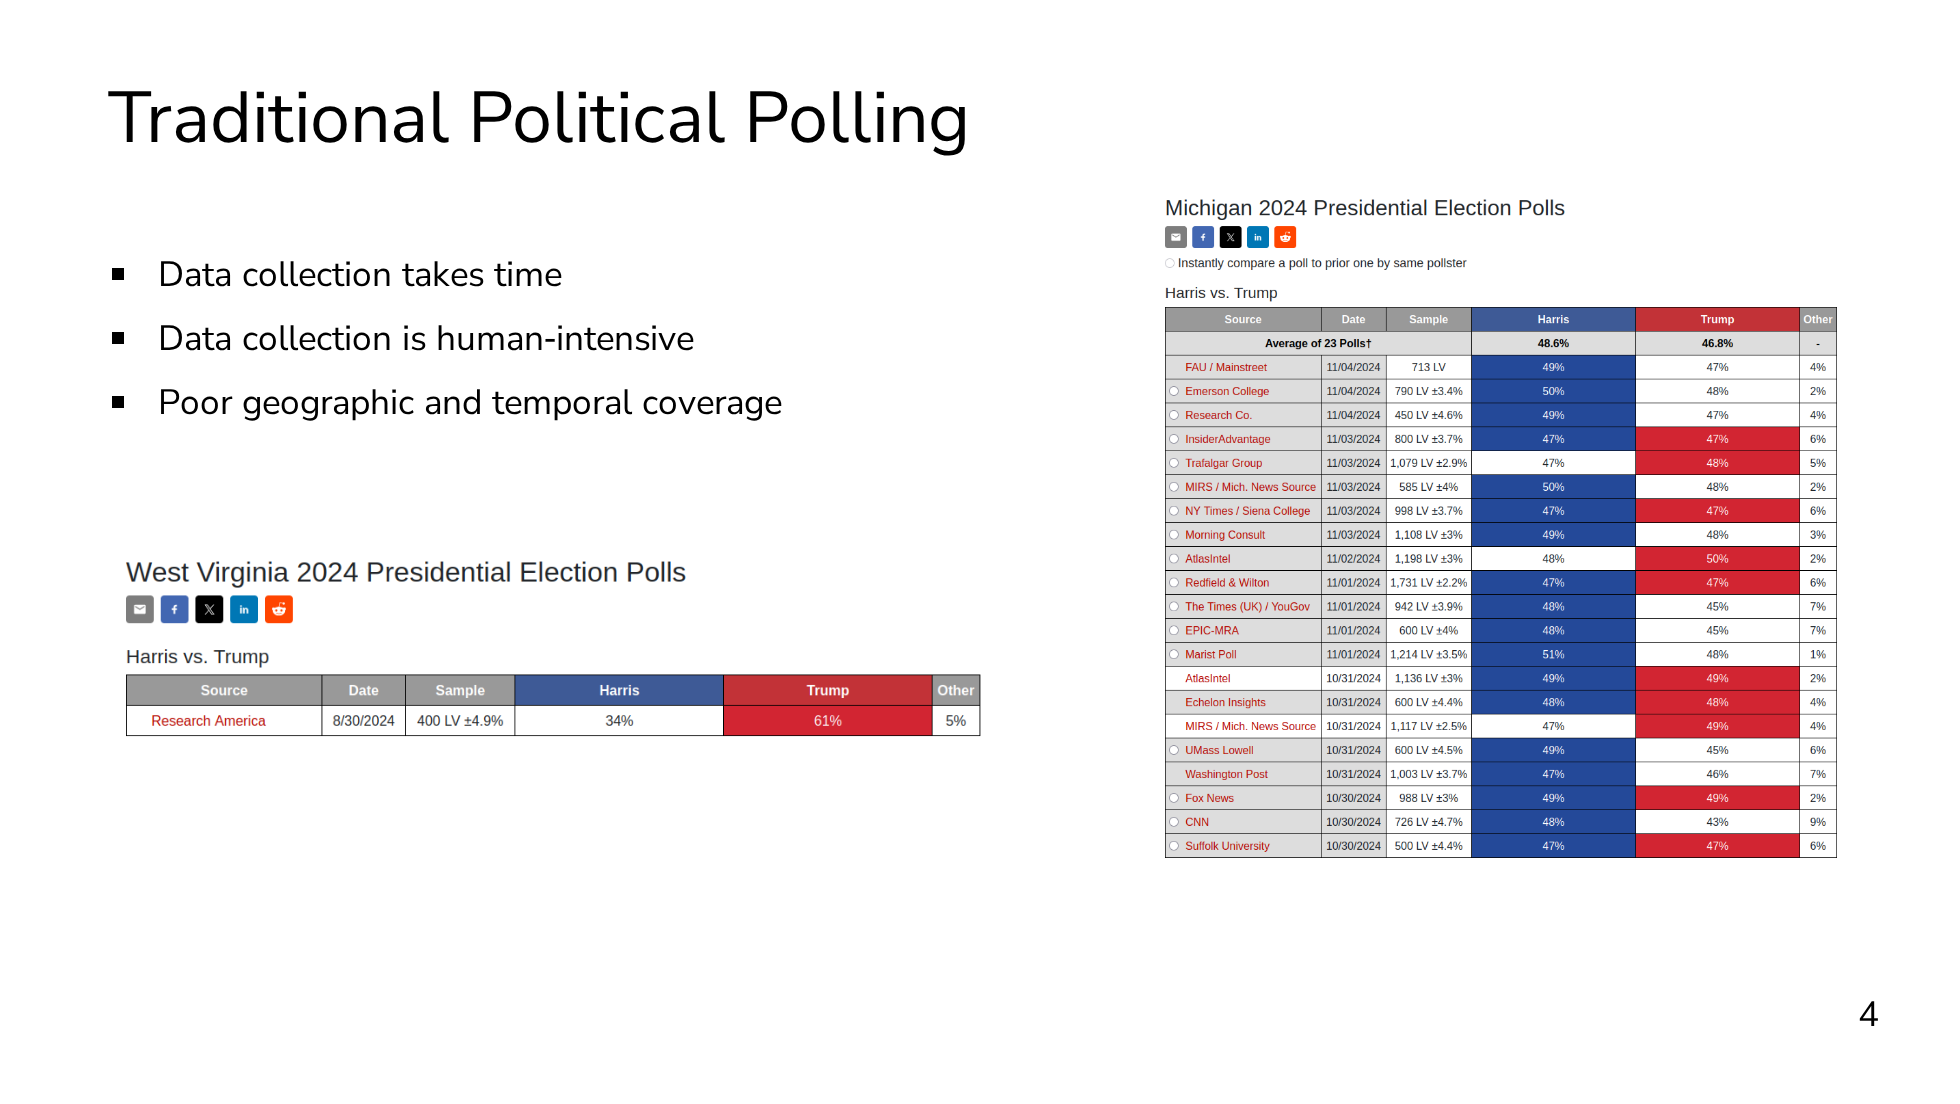 Traditional Political Polling
Data collection takes time
Data collection is human-intensive
Poor geographic and temporal coverage
West Virginia 2024 Presidential Election Polls
Harris vs. Trump
Source Date Sample Harris Trump Other
Research America 8/30/2024 400 LV ±4.9% 34% 61% 5%
Michigan 2024 Presidential Election Polls
Instantly compare a poll to prior one by same pollster
Harris vs. Trump
Source Date Sample Harris Trump Other
Average of 23 Polls† 48.6% 46.8% -
FAU / Mainstreet 11/04/2024 713 LV 49% 47% 4%
Emerson College 11/04/2024 790 LV ±3.4% 50% 48% 2%
Research Co. 11/04/2024 450 LV ±4.6% 49% 47% 4%
InsiderAdvantage 11/03/2024 800 LV ±3.7% 47% 47% 6%
Trafalgar Group 11/03/2024 1,079 LV ±2.9% 47% 48% 5%
MIRS / Mich. News Source 11/03/2024 585 LV ±4% 50% 48% 2%
NY Times / Siena College 11/03/2024 998 LV ±3.7% 47% 47% 6%
Morning Consult 11/03/2024 1,108 LV ±3% 49% 48% 3%
AtlasIntel 11/02/2024 1,198 LV ±3% 48% 50% 2%
Redfield & Wilton 11/01/2024 1,731 LV ±2.2% 47% 47% 6%
The Times (UK) / YouGov 11/01/2024 942 LV ±3.9% 48% 45% 7%
EPIC-MRA 11/01/2024 600 LV ±4% 48% 45% 7%
Marist Poll 11/01/2024 1,214 LV ±3.5% 51% 48% 1%
AtlasIntel 10/31/2024 1,136 LV ±3% 49% 49% 2%
Echelon Insights 10/31/2024 600 LV ±4.4% 48% 48% 4%
MIRS / Mich. News Source 10/31/2024 1,117 LV ±2.5% 47% 49% 4%
UMass Lowell 10/31/2024 600 LV ±4.5% 49% 45% 6%
Washington Post 10/31/2024 1,003 LV ±3.7% 47% 46% 7%
Fox News 10/30/2024 988 LV ±3% 49% 49% 2%
CNN 10/30/2024 726 LV ±4.7% 48% 43% 9%
Suffolk University 10/30/2024 500 LV ±4.4% 47% 47% 6%
4